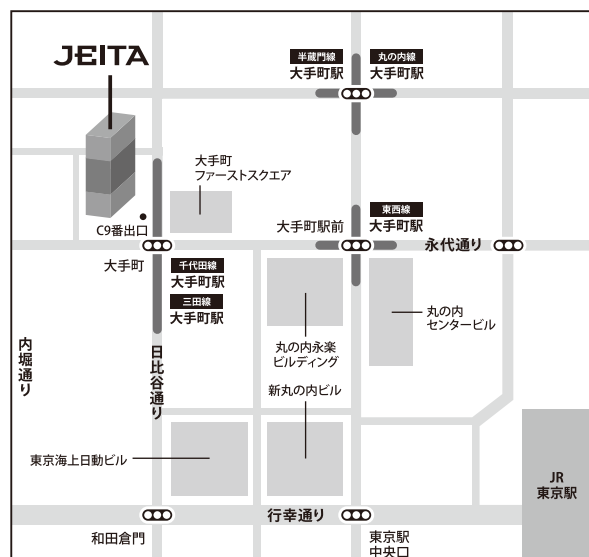 JEITA
半蔵門線
大手町駅
丸の内線
大手町駅
大手町
ファーストスクエア
C9番出口
大手町
大手町駅前
東西線
大手町駅
永代通り
千代田線
大手町駅
三田線
大手町駅
内堀通り
日比谷通り
丸の内永楽
ビルディング
丸の内
センタービル
新丸の内ビル
東京海上日動ビル
JR
東京駅
行幸通り
和田倉門
東京駅
中央口